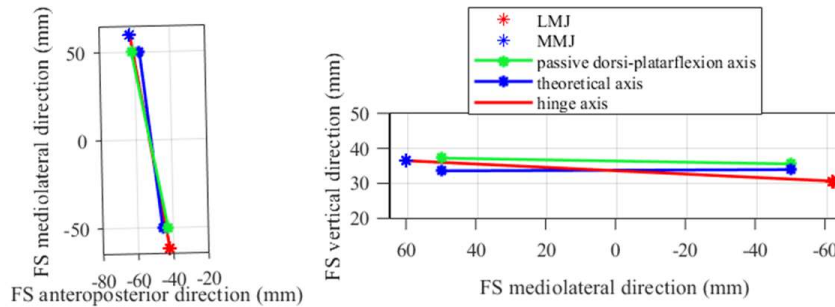 FS mediolateral direction (mm)
50
0
-50
-80
-60
-40
-20
FS anteroposterior direction (mm)
LMJ
MMJ
passive dorsi-platarflexion axis
theoretical axis
hinge axis
FS vertical direction (mm)
50
40
30
20
60
40
20
0
-20
-40
-60
FS mediolateral direction (mm)